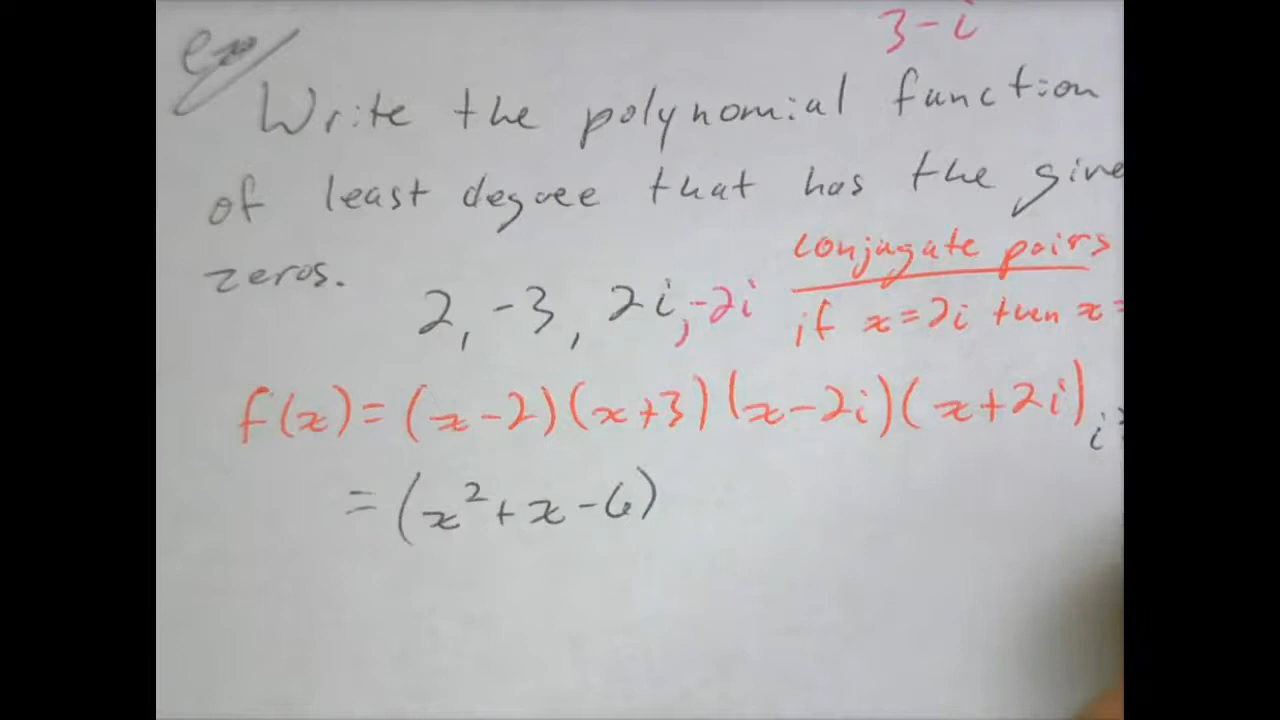 3-i
ex
Write the polynomial function
of least degree that has the give
zeros.
conjugate pairs
2, -3, 2i, -2i
if x=2i then x=
f(x) = (x-2)(x+3)(x-2i)(x+2i)
i
= (x²+x-6)